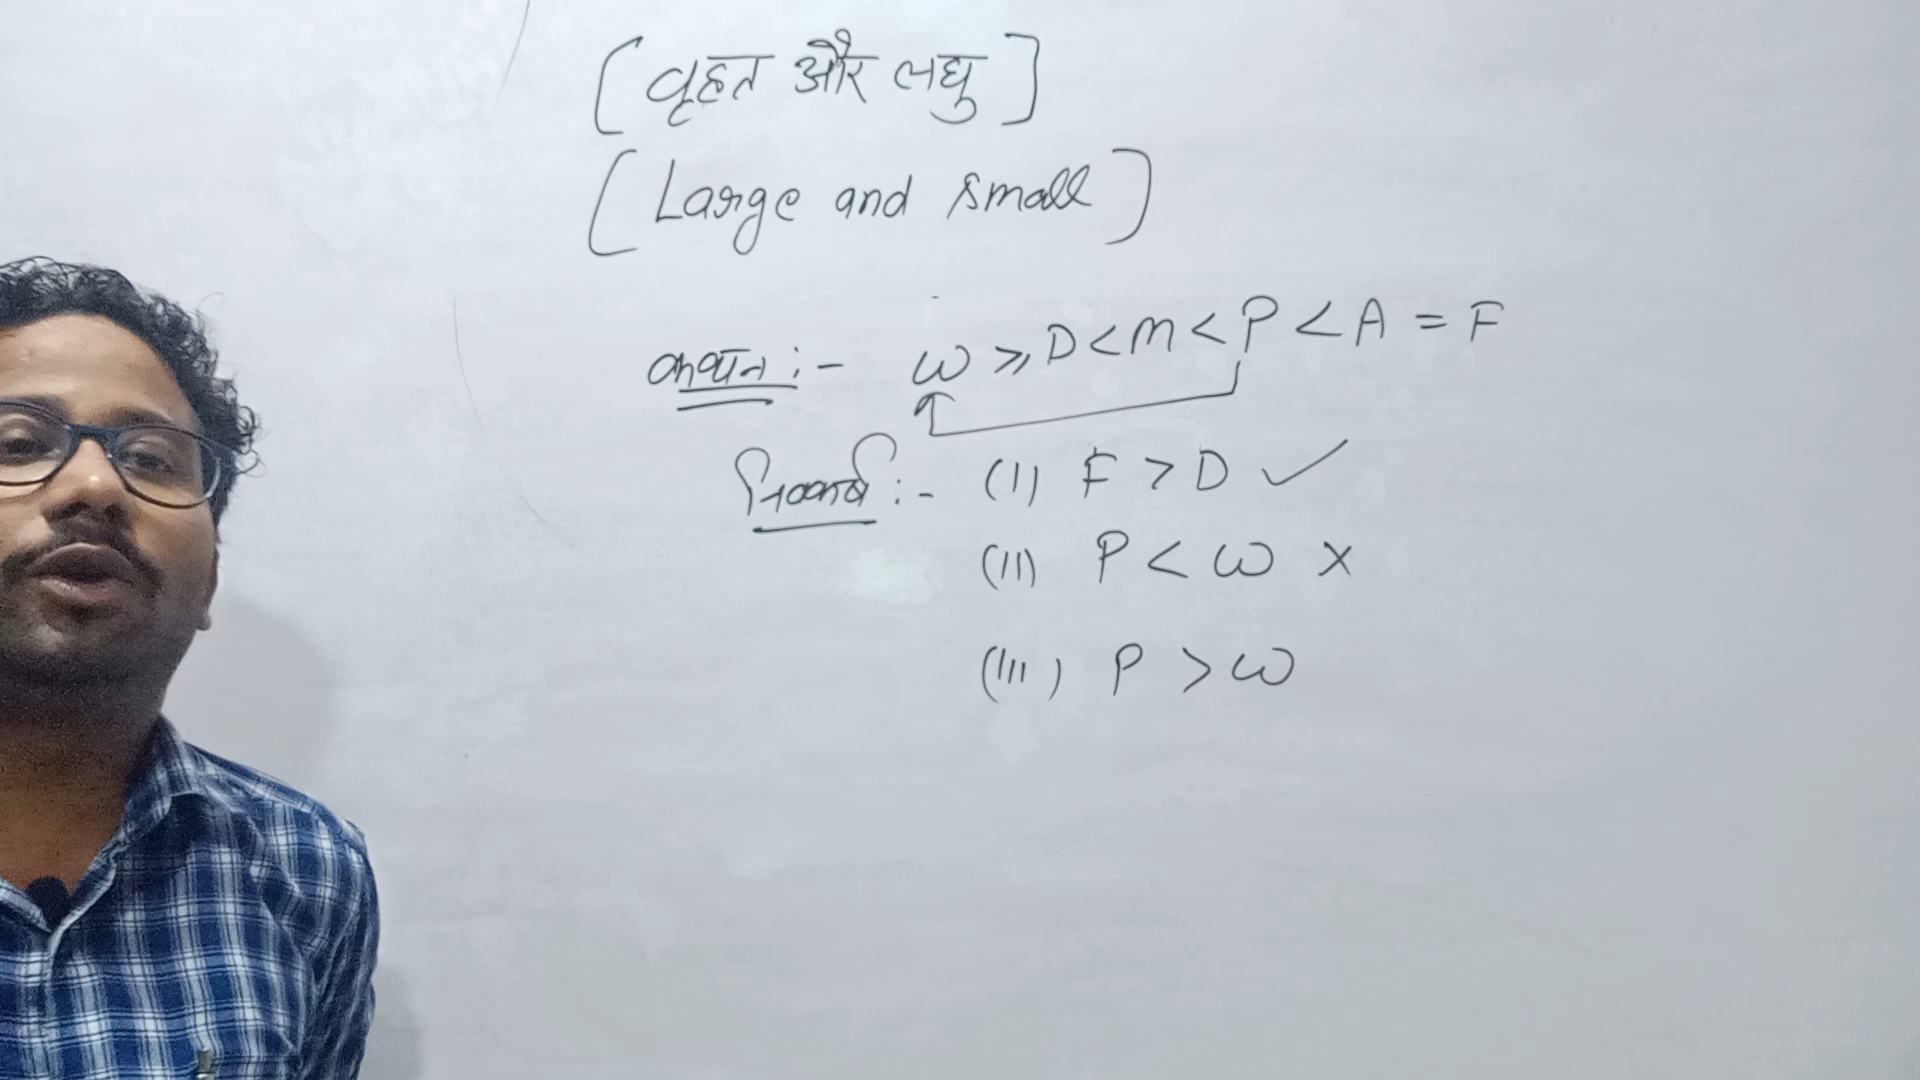 [ वृहत और लघु ]
[ Large and small ]
कथन :- W ⩾ D < M < P < A = F
निष्कर्ष :- (I) F > D ✓
(II) P < W ×
(III) P > W